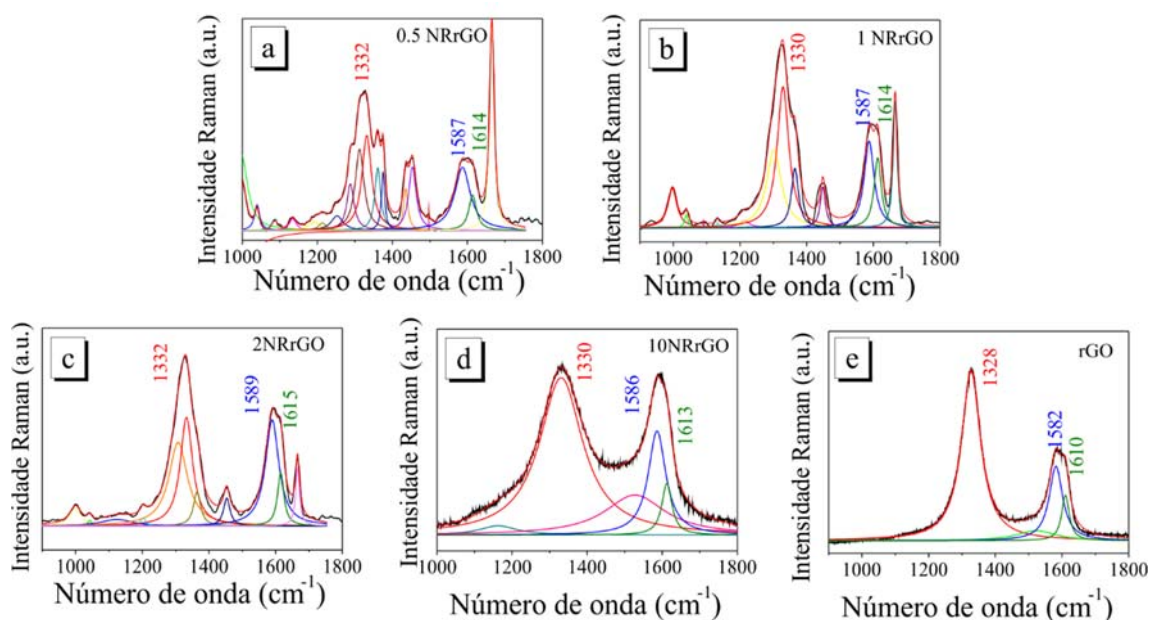 a
0.5 NRrGO
1332
1587
1614
Intensidade Raman (a.u.)
1000 1200 1400 1600 1800
Número de onda (cm-1)
b
1 NRrGO
1330
1587
1614
Intensidade Raman (a.u.)
1000 1200 1400 1600 1800
Número de onda (cm-1)
c
2NRrGO
1332
1589
1615
Intensidade Raman (a.u.)
1000 1200 1400 1600 1800
Número de onda (cm-1)
d
10NRrGO
1330
1586
1613
Intensidade Raman (a.u.)
1000 1200 1400 1600 1800
Número de onda (cm-1)
e
rGO
1328
1582
1610
Intensidade Raman (a.u.)
1000 1200 1400 1600 1800
Número de onda (cm-1)